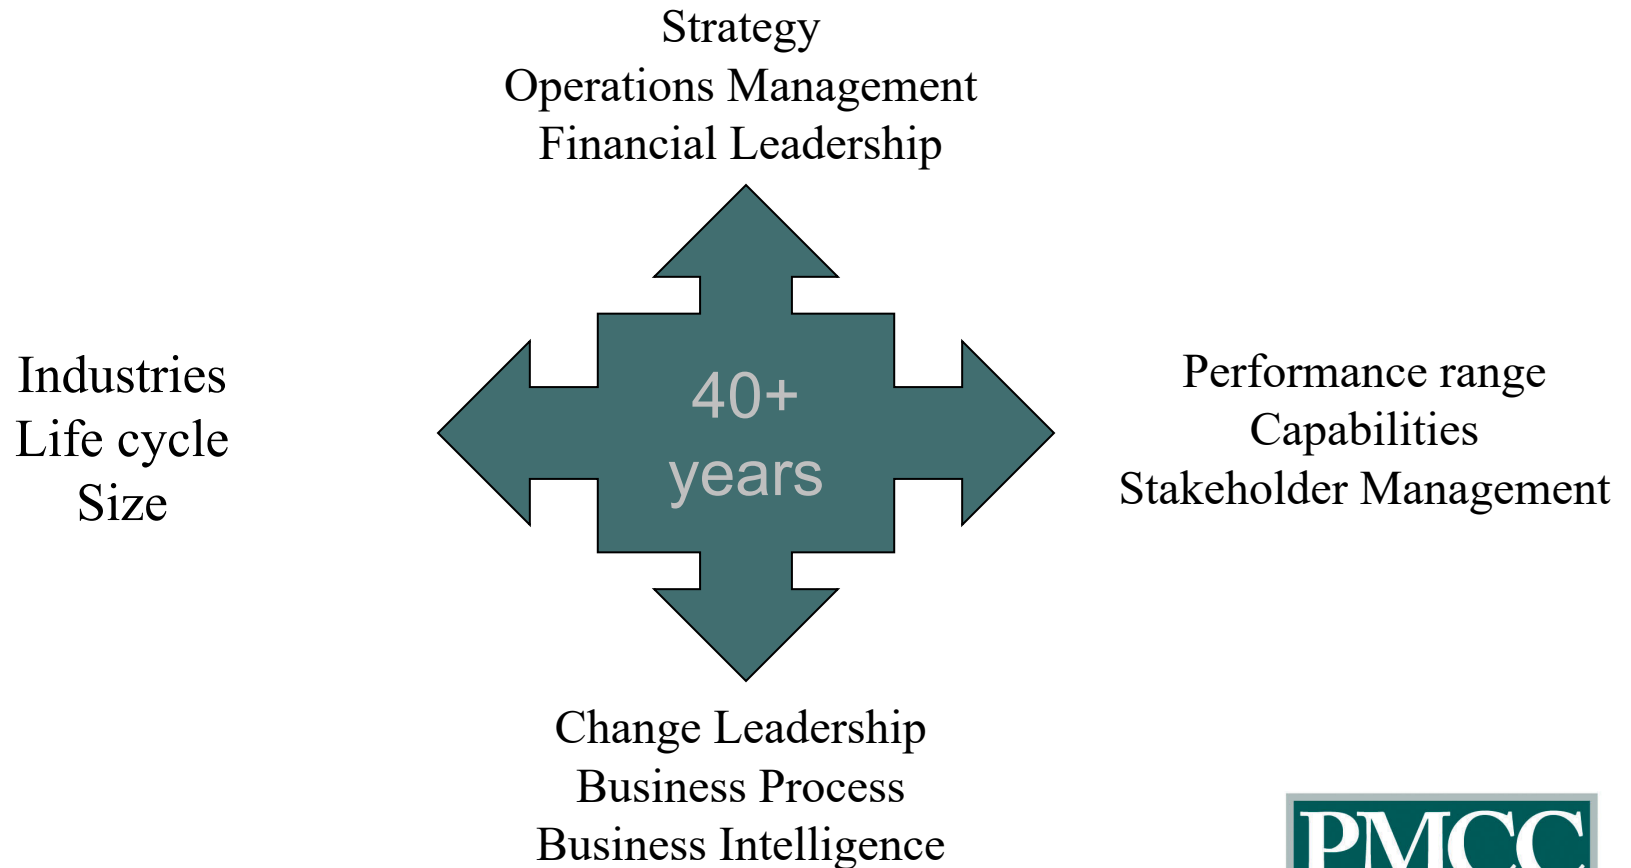 Strategy
Operations Management
Financial Leadership
Industries
Life cycle
Size
40+
years
Performance range
Capabilities
Stakeholder Management
Change Leadership
Business Process
Business Intelligence
PMCC